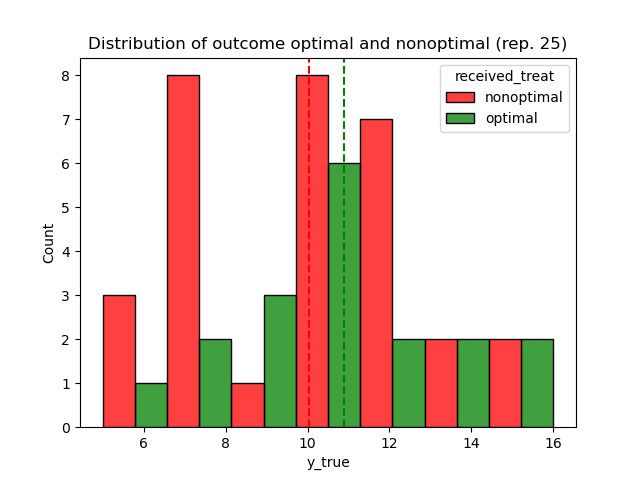 Distribution of outcome optimal and nonoptimal (rep. 25)
received_treat
nonoptimal
optimal
Count
8
7
6
5
4
3
2
1
0
6 8 10 12 14 16
y_true